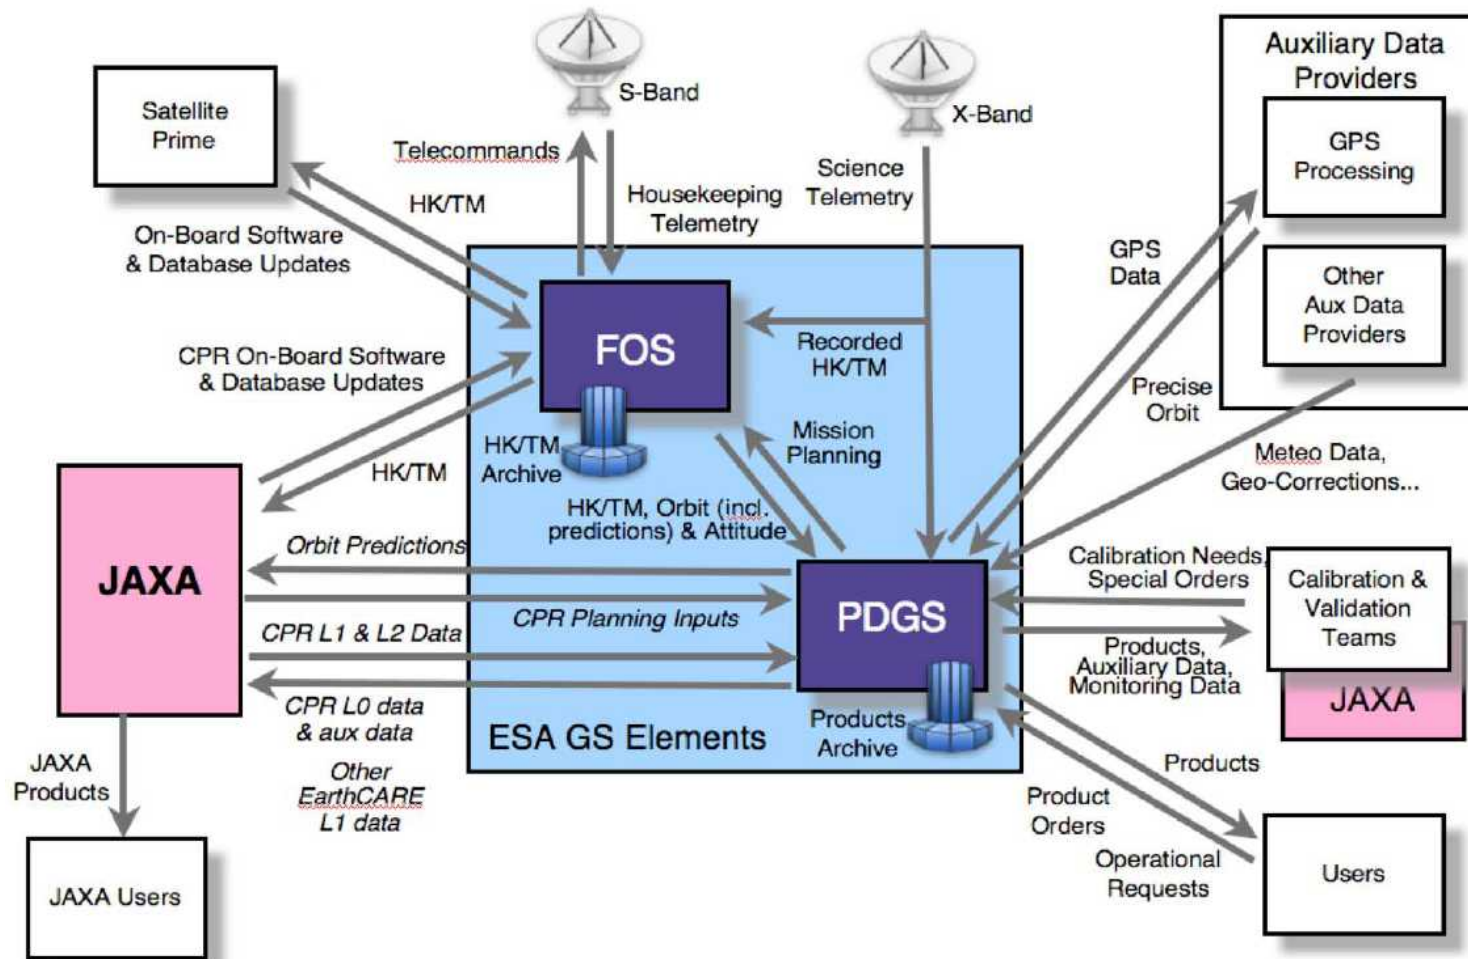 S-Band
X-Band
Auxiliary Data
Providers
Satellite
Prime
GPS
Processing
Telecommands
Science
Telemetry
HK/TM
Housekeeping
Telemetry
On-Board Software
& Database Updates
GPS
Data
Other
Aux Data
Providers
FOS
Recorded
HK/TM
CPR On-Board Software
& Database Updates
Precise
Orbit
Mission
Planning
HK/TM
Archive
HK/TM
Meteo Data,
Geo-Corrections...
HK/TM, Orbit (incl.
predictions) & Attitude
Orbit Predictions
JAXA
Calibration Needs,
Special Orders
Calibration &
Validation
Teams
PDGS
CPR Planning Inputs
CPR L1 & L2 Data
Products,
Auxiliary Data,
Monitoring Data
JAXA
CPR L0 data
& aux data
ESA GS Elements
Products
Archive
JAXA
Products
Other
EarthCARE
L1 data
Products
Product
Orders
Operational
Requests
Users
JAXA Users